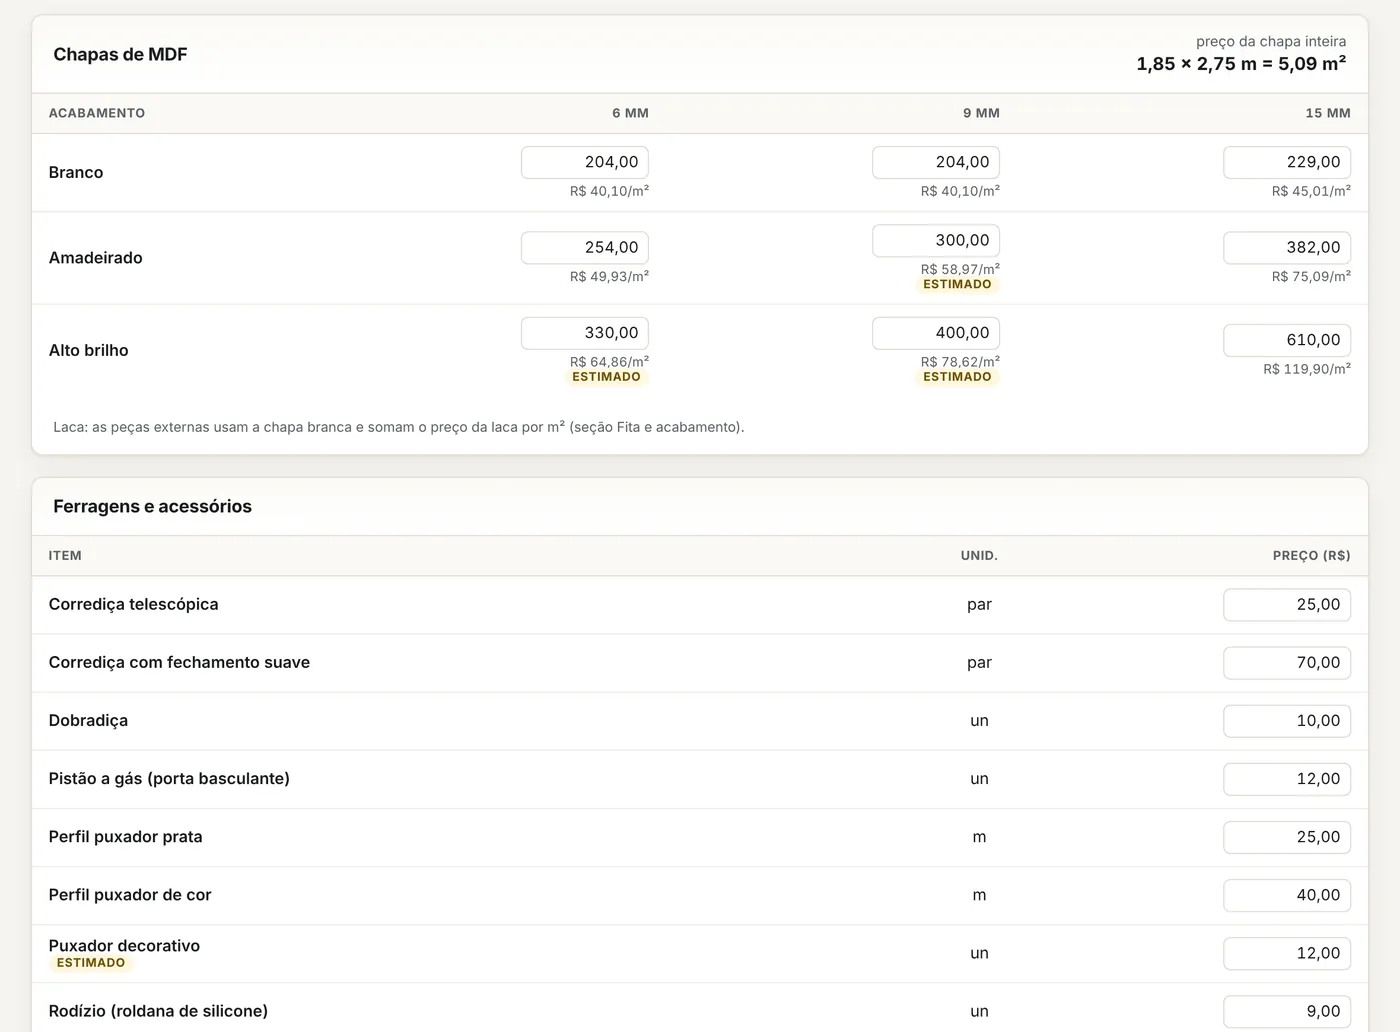 Chapas de MDF
preço da chapa inteira
1,85 × 2,75 m = 5,09 m²
ACABAMENTO 6 MM 9 MM 15 MM
Branco 204,00 204,00 229,00
R$ 40,10/m² R$ 40,10/m² R$ 45,01/m²
Amadeirado 254,00 300,00 382,00
R$ 49,93/m² R$ 58,97/m² R$ 75,09/m²
ESTIMADO
Alto brilho 330,00 400,00 610,00
R$ 64,86/m² R$ 78,62/m² R$ 119,90/m²
ESTIMADO ESTIMADO
Laca: as peças externas usam a chapa branca e somam o preço da laca por m² (seção Fita e acabamento).
Ferragens e acessórios
ITEM UNID. PREÇO (R$)
Corrediça telescópica par 25,00
Corrediça com fechamento suave par 70,00
Dobradiça un 10,00
Pistão a gás (porta basculante) un 12,00
Perfil puxador prata m 25,00
Perfil puxador de cor m 40,00
Puxador decorativo un 12,00
ESTIMADO
Rodízio (roldana de silicone) un 9,00